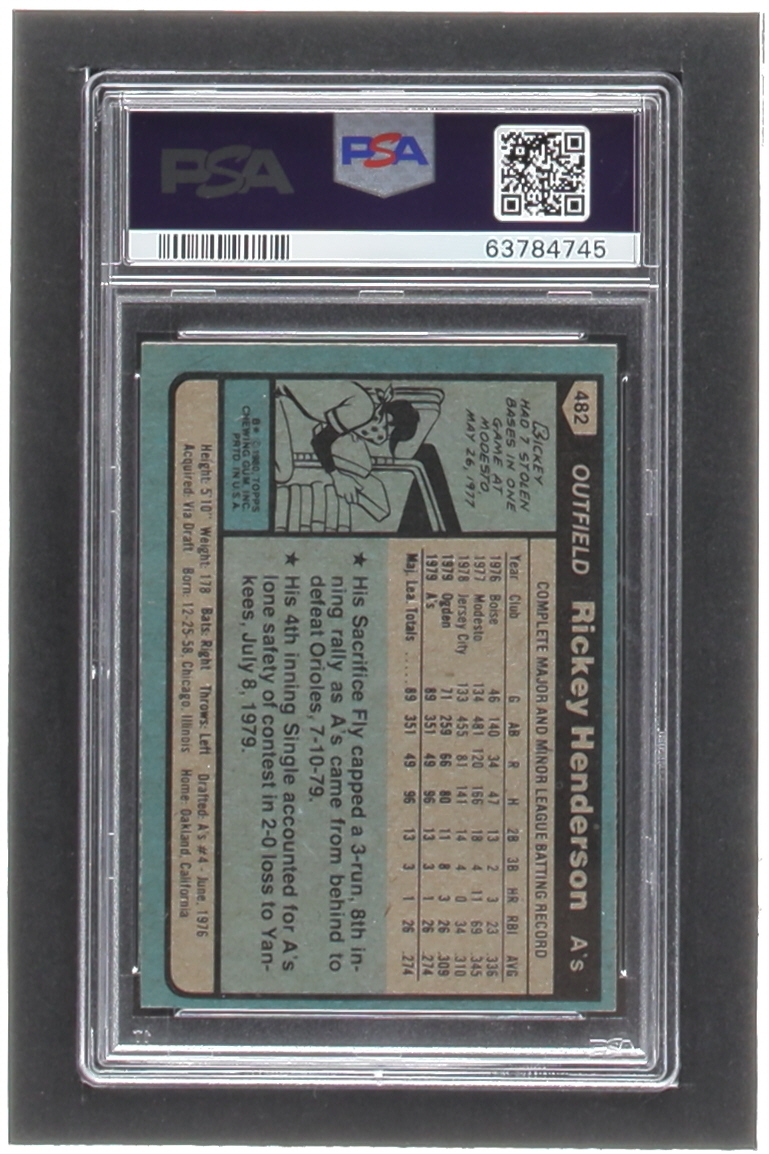 PSA
PSA
63784745
482 OUTFIELD Rickey Henderson A's
RICKEY
HAD 7 STOLEN
BASES IN ONE
GAME AT
MODESTO,
MAY 26, 1977
B* © 1980 TOPPS
CHEWING GUM, INC.
PRTD. IN U.S.A.
COMPLETE MAJOR AND MINOR LEAGUE BATTING RECORD
Year Club G AB R H 2B 3B HR RBI AVG
1976 Boise 46 140 34 47 13 2 3 23 .336
1977 Modesto 134 481 120 166 18 4 11 69 .345
1978 Jersey City 133 455 81 141 14 4 0 34 .310
1979 Ogden 71 259 66 80 11 8 3 26 .309
1979 A's 89 351 49 96 13 3 1 26 .274
Maj. Lea. Totals ...... 89 351 49 96 13 3 1 26 .274
★ His Sacrifice Fly capped a 3-run, 8th in-
ning rally as A's came from behind to
defeat Orioles, 7-10-79.
★ His 4th inning Single accounted for A's
lone safety of contest in 2-0 loss to Yan-
kees, July 8, 1979.
Height: 5'10" Weight: 178 Bats: Right Throws: Left Drafted: A's #4 - June, 1976
Acquired: Via Draft Born: 12-25-58, Chicago, Illinois Home: Oakland, California
PSA